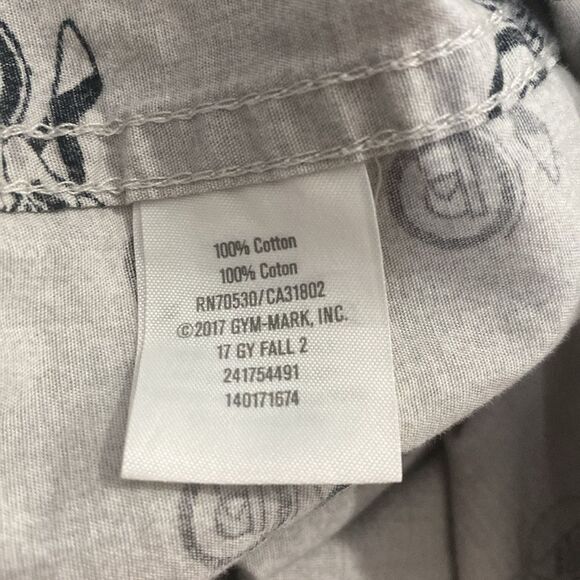 100% Cotton
100% Coton
RN70530/CA31802
©2017 GYM-MARK, INC.
17 GY FALL 2
241754491
140171674